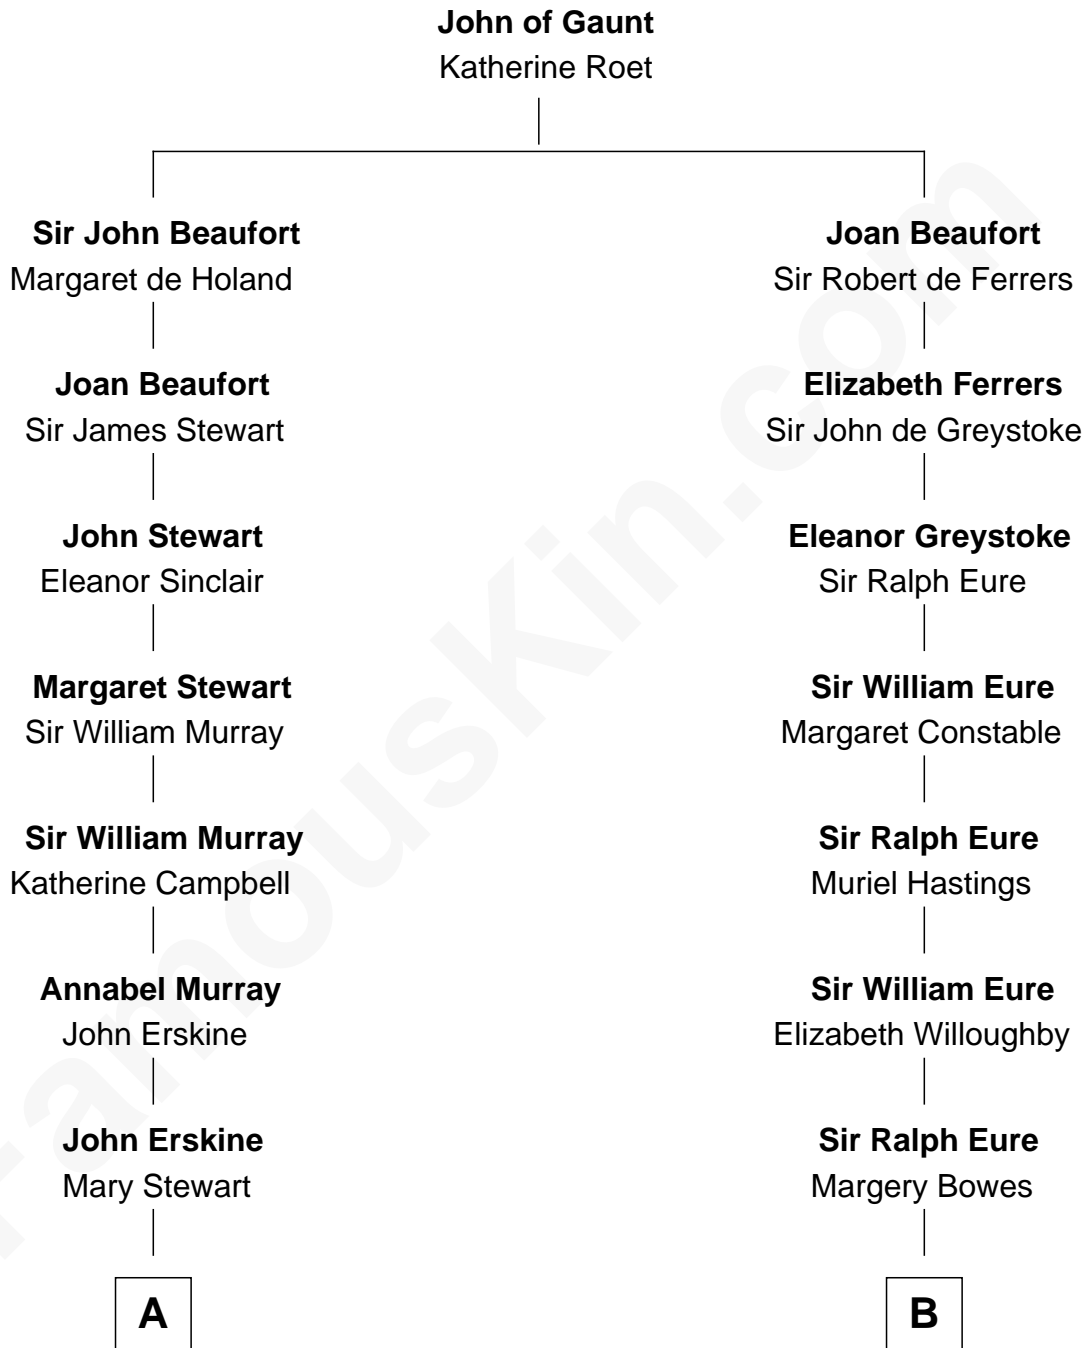 John of Gaunt
Katherine Roet
Sir John Beaufort
Margaret de Holand
Joan Beaufort
Sir James Stewart
John Stewart
Eleanor Sinclair
Margaret Stewart
Sir William Murray
Sir William Murray
Katherine Campbell
Annabel Murray
John Erskine
John Erskine
Mary Stewart
A
Joan Beaufort
Sir Robert de Ferrers
Elizabeth Ferrers
Sir John de Greystoke
Eleanor Greystoke
Sir Ralph Eure
Sir William Eure
Margaret Constable
Sir Ralph Eure
Muriel Hastings
Sir William Eure
Elizabeth Willoughby
Sir Ralph Eure
Margery Bowes
B
FamousKin.com